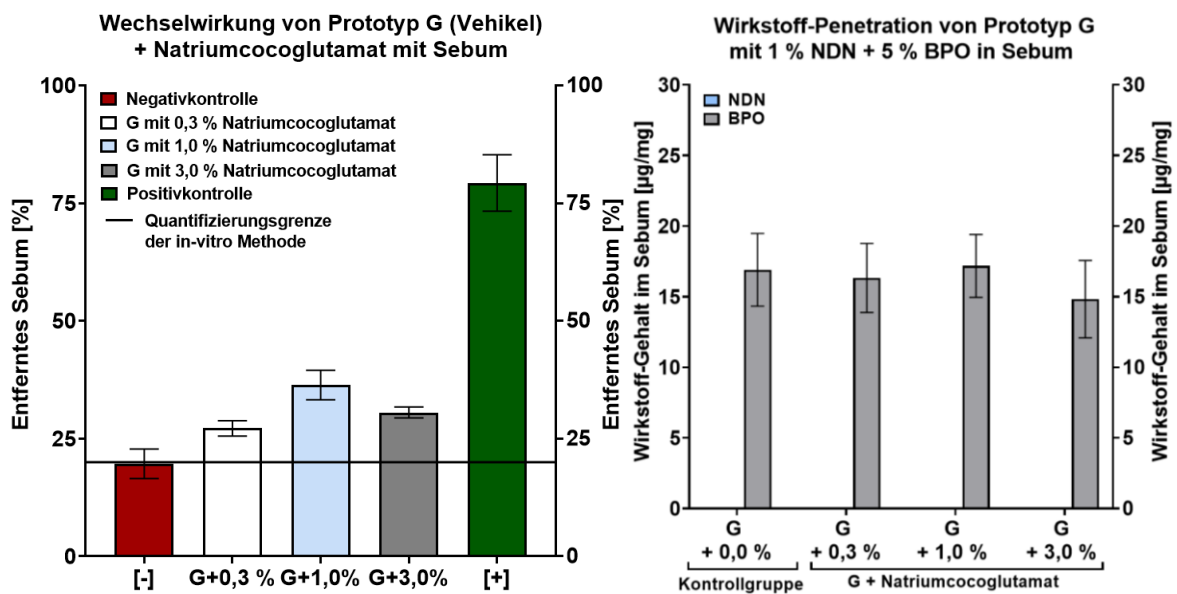 Wechselwirkung von Prototyp G (Vehikel)
+ Natriumcocoglutamat mit Sebum
Entferntes Sebum [%]
100
75
50
25
0
Negativkontrolle
G mit 0,3 % Natriumcocoglutamat
G mit 1,0 % Natriumcocoglutamat
G mit 3,0 % Natriumcocoglutamat
Positivkontrolle
Quantifizierungsgrenze
der in-vitro Methode
100
75
50
25
0
Entferntes Sebum [%]
[-] G+0,3 % G+1,0% G+3,0% [+]
Wirkstoff-Penetration von Prototyp G
mit 1 % NDN + 5 % BPO in Sebum
Wirkstoff-Gehalt im Sebum [µg/mg]
30
25
20
15
10
5
0
NDN
BPO
30
25
20
15
10
5
0
Wirkstoff-Gehalt im Sebum [µg/mg]
G G G G
+ 0,0 % + 0,3 % + 1,0 % + 3,0 %
Kontrollgruppe G + Natriumcocoglutamat